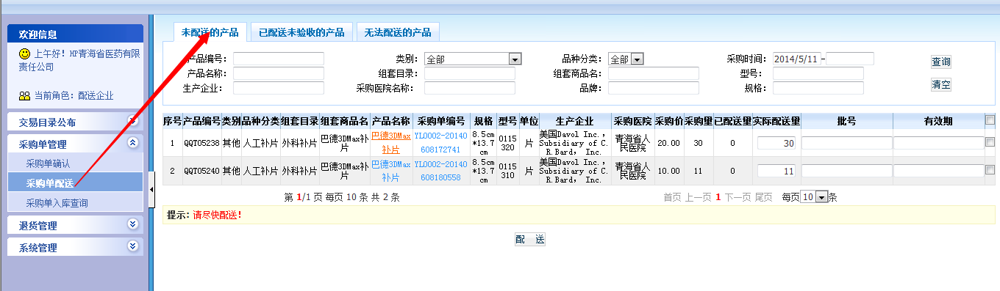 欢迎信息
上午好！HF青海省医药有限
责任公司
当前角色：配送企业
交易目录公布
采购单管理
采购单确认
采购单配送
采购单入库查询
退货管理
系统管理
未配送的产品 已配送未验收的产品 无法配送的产品
产品编号： 类别： 全部 品种分类： 全部 采购时间： 2014/5/11 - 查询
产品名称： 组套目录： 组套商品名： 型号：
生产企业： 采购医院名称： 品牌： 规格： 清空
序号 产品编号 类别 品种分类 组套目录 组套商品名 产品名称 采购单编号 规格 型号 单位 生产企业 采购医院 采购价 采购量 已配送量 实际配送量 批号 有效期
1 QQT05238 其他 人工补片 外科补片 巴德3DMax补片 巴德3DMax补片 YL0002-20140608172741 8.5cm*13.7cm 0115320 片 美国Davol Inc., Subsidiary of C.R.Bard, Inc. 青海省人民医院 20.00 30 0 30
2 QQT05240 其他 人工补片 外科补片 巴德3DMax补片 巴德3DMax补片 YL0002-20140608180558 8.5cm*13.7cm 0115310 片 美国Davol Inc., Subsidiary of C.R.Bard, Inc. 青海省人民医院 10.00 11 0 11
第 1/1 页 每页 10 条 共 2 条 首页 上一页 1 下一页 尾页 每页 10 条
提示：请尽快配送！
配 送